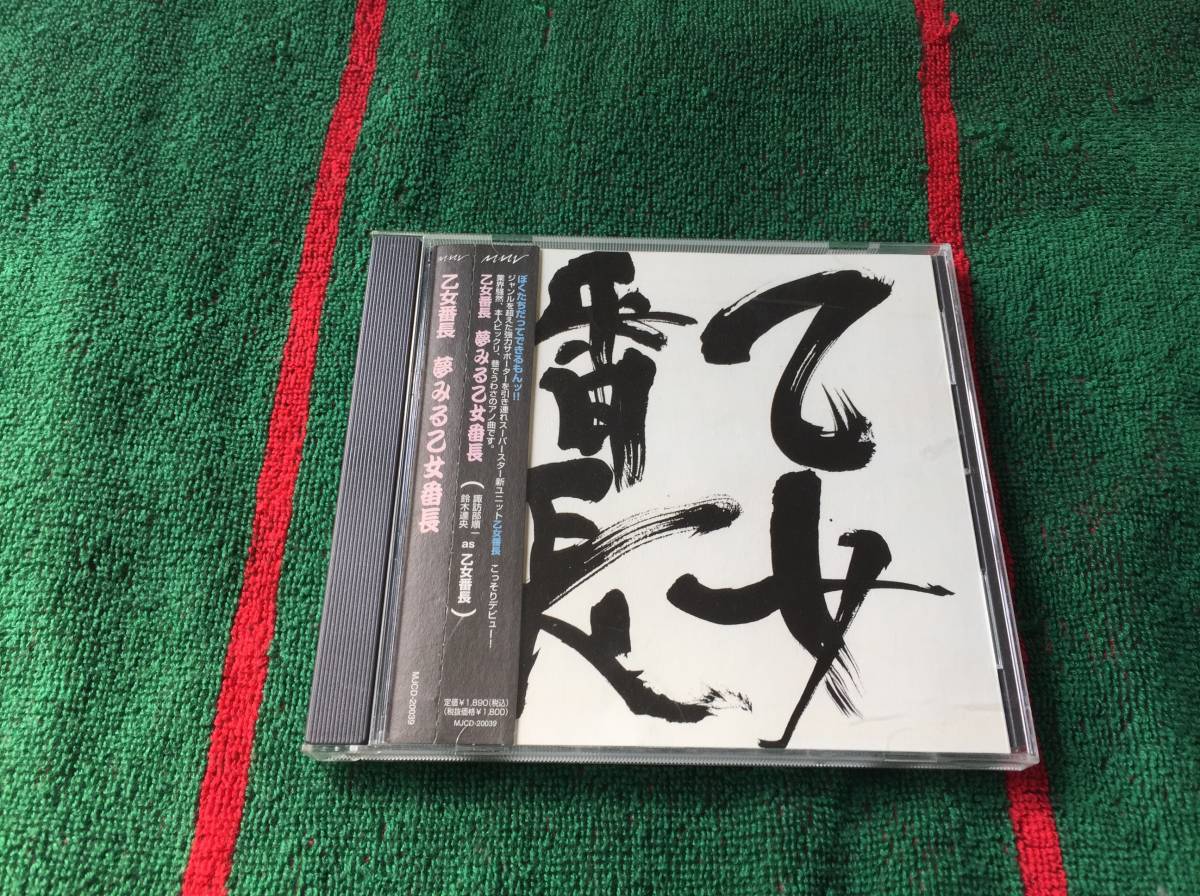 乙女
番長
ぼくたちだってできるもんッ!!
ジャンルを超えた強力サポーターを引き連れスーパースター新ユニット乙女番長 こっそりデビュー!
業界騒然、本人ビックリ、巷でうわさのアノ曲です。
乙女番長 夢みる乙女番長
(諏訪部順一
鈴木達央 as 乙女番長)
定価¥1,890(税込)
(税抜価格¥1,800)
MJCD-20039
乙女番長 夢みる乙女番長
MJCD-20039